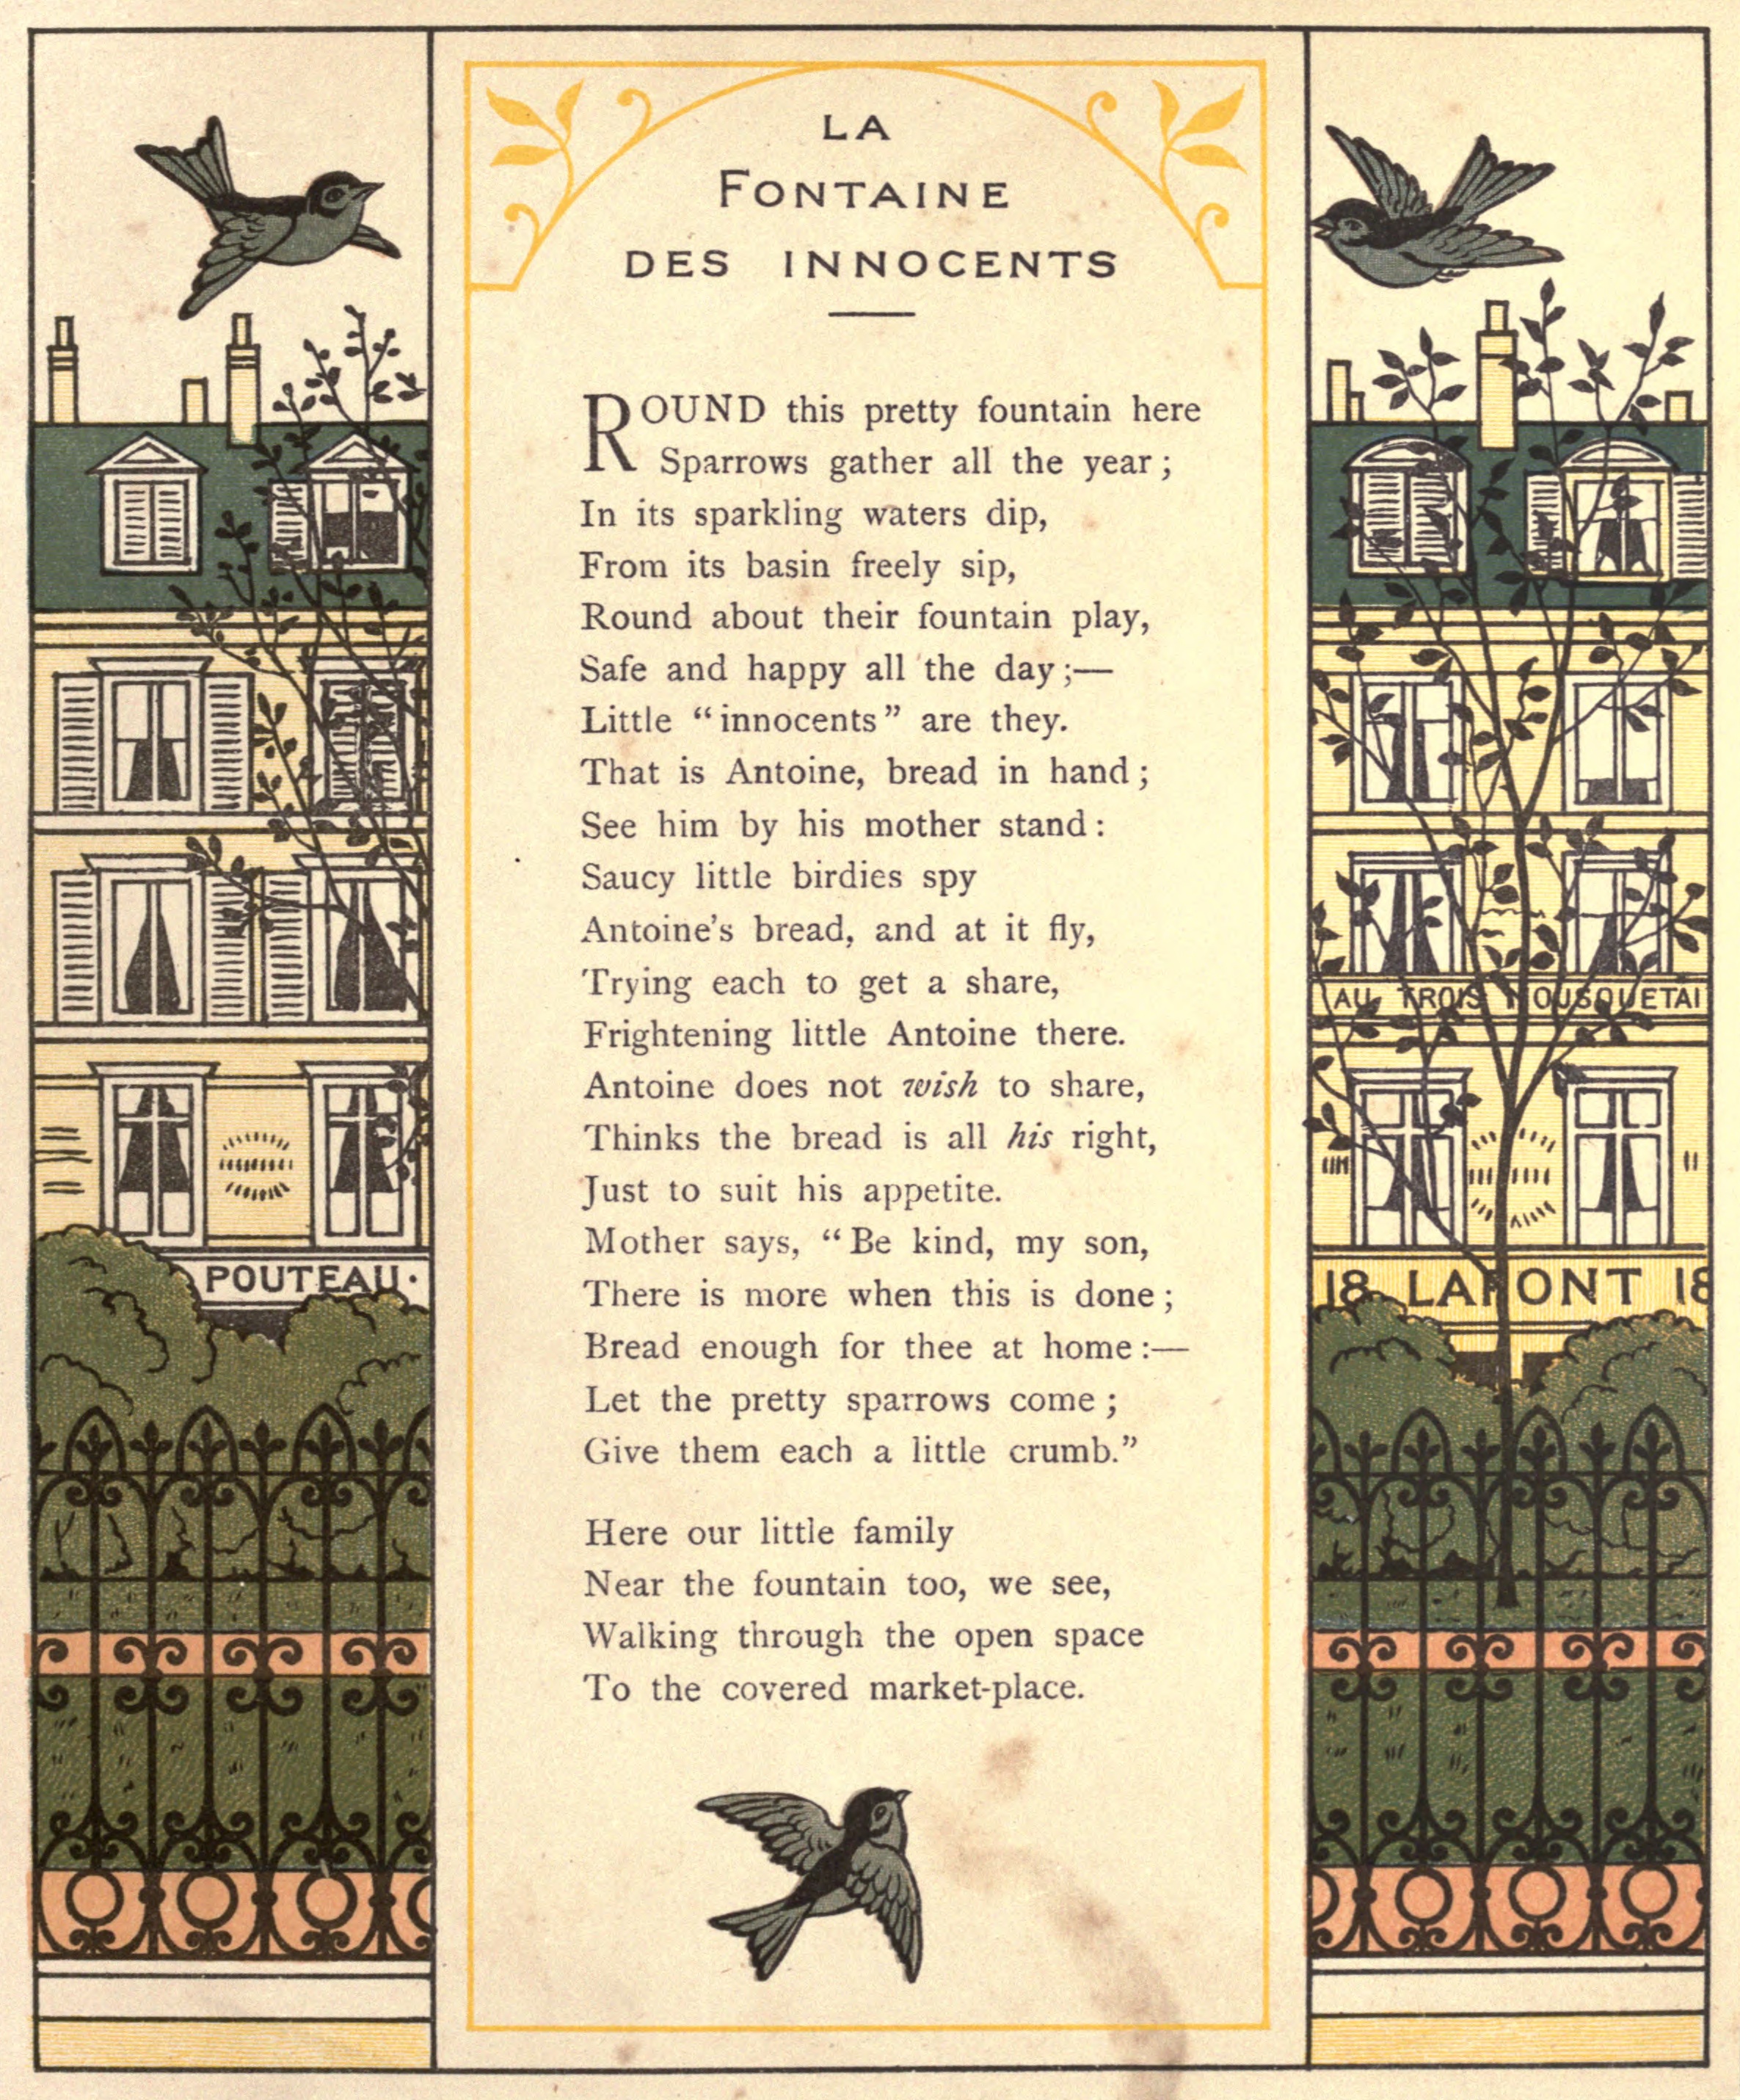 LA
FONTAINE
DES INNOCENTS
ROUND this pretty fountain here
Sparrows gather all the year;
In its sparkling waters dip,
From its basin freely sip,
Round about their fountain play,
Safe and happy all the day;—
Little “innocents” are they.
That is Antoine, bread in hand;
See him by his mother stand:
Saucy little birdies spy
Antoine’s bread, and at it fly,
Trying each to get a share,
Frightening little Antoine there.
Antoine does not wish to share,
Thinks the bread is all his right,
Just to suit his appetite.
Mother says, “Be kind, my son,
There is more when this is done;
Bread enough for thee at home:—
Let the pretty sparrows come;
Give them each a little crumb.”
Here our little family
Near the fountain too, we see,
Walking through the open space
To the covered market-place.
POUTEAU.
AU TROIS MOUSQUETAI
18 LAPONT 18